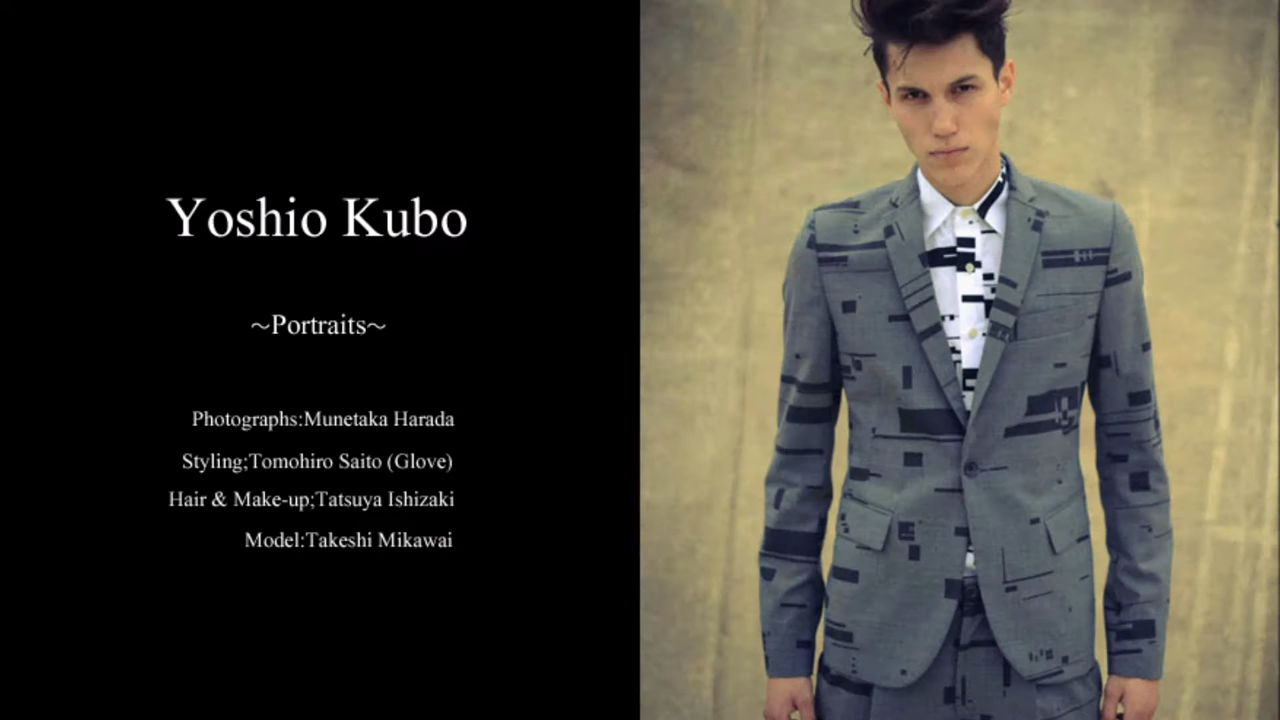 Yoshio Kubo
～Portraits～
Photographs:Munetaka Harada
Styling;Tomohiro Saito (Glove)
Hair & Make-up;Tatsuya Ishizaki
Model:Takeshi Mikawai